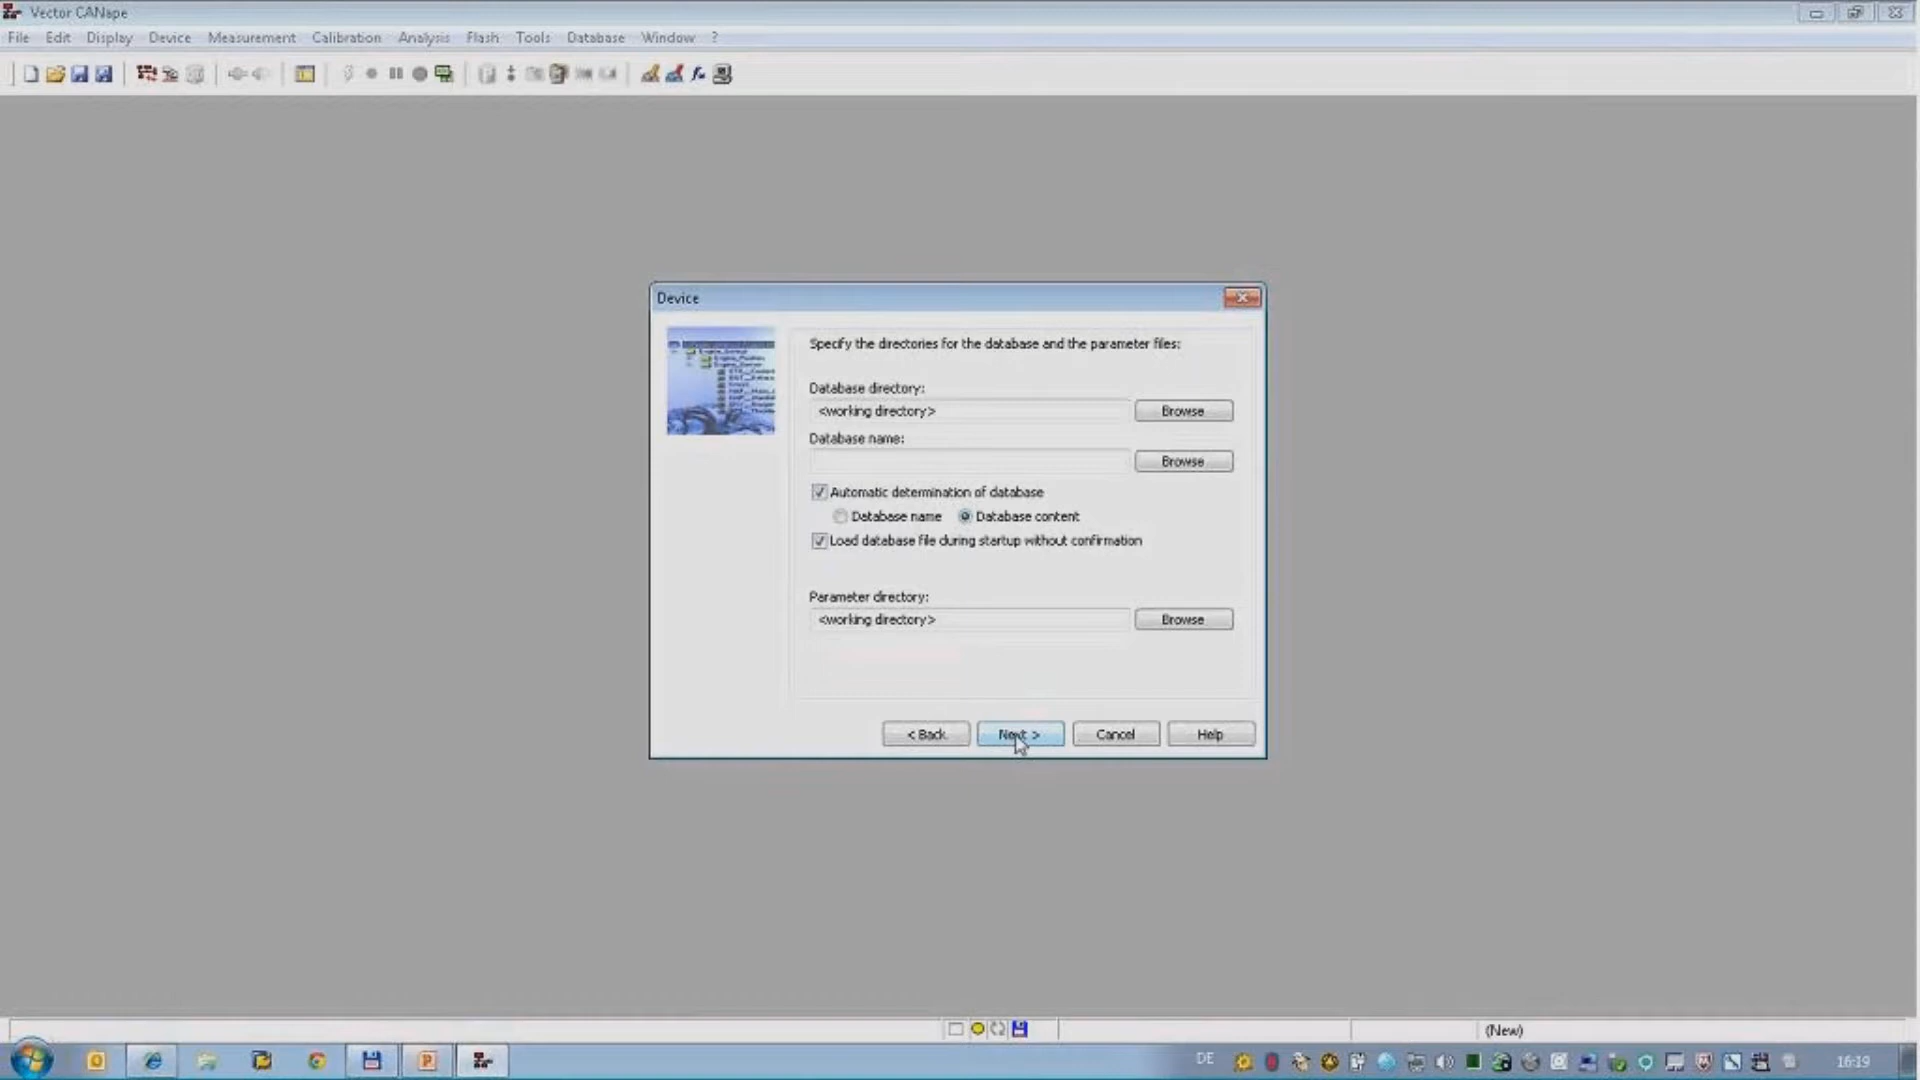 Vector CANape
File Edit Display Device Measurement Calibration Analysis Flash Tools Database Window ?
Device
Specify the directories for the database and the parameter files:
Database directory:
<working directory> Browse
Database name:
Browse
Automatic determination of database
Database name Database content
Load database file during startup without confirmation
Parameter directory:
<working directory> Browse
< Back Next > Cancel Help
(New)
DE 16:19